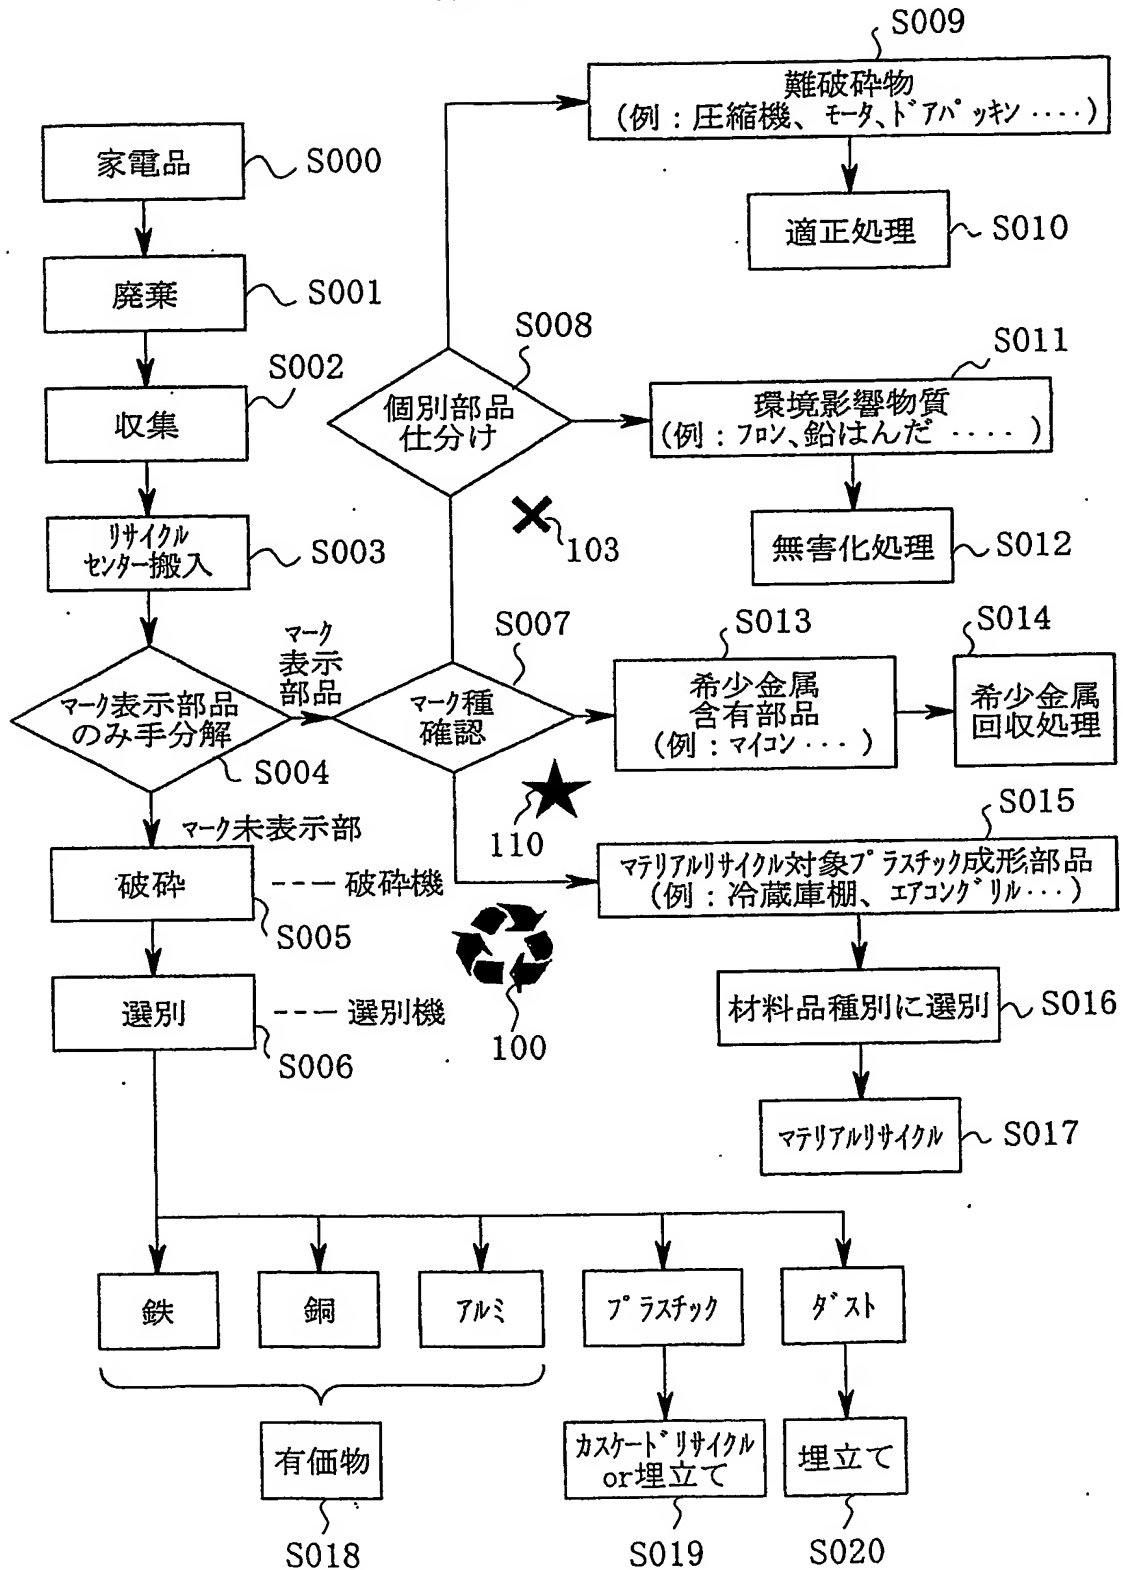 S009
難破砕物
(例：圧縮機、モータ、ドアパッキン‥‥)
家電品
S000
適正処理
S010
廃棄
S001
S008
S002
S011
個別部品
仕分け
環境影響物質
(例：フロン、鉛はんだ‥‥)
収集
103
リサイクル
センター搬入
S003
無害化処理
S012
マーク
表示
部品
S007
S013
S014
マーク表示部品
のみ手分解
S004
マーク種
確認
希少金属
含有部品
(例：マイコン‥･)
希少金属
回収処理
110
S015
マーク未表示部
マテリアルリサイクル対象プラスチック成形部品
(例：冷蔵庫棚、エアコングリル‥･)
破砕
--- 破砕機
S005
選別
--- 選別機
S006
100
材料品種別に選別
S016
マテリアルリサイクル
S017
鉄
銅
アルミ
プラスチック
ダスト
有価物
カスケードリサイクル
or埋立て
埋立て
S018
S019
S020